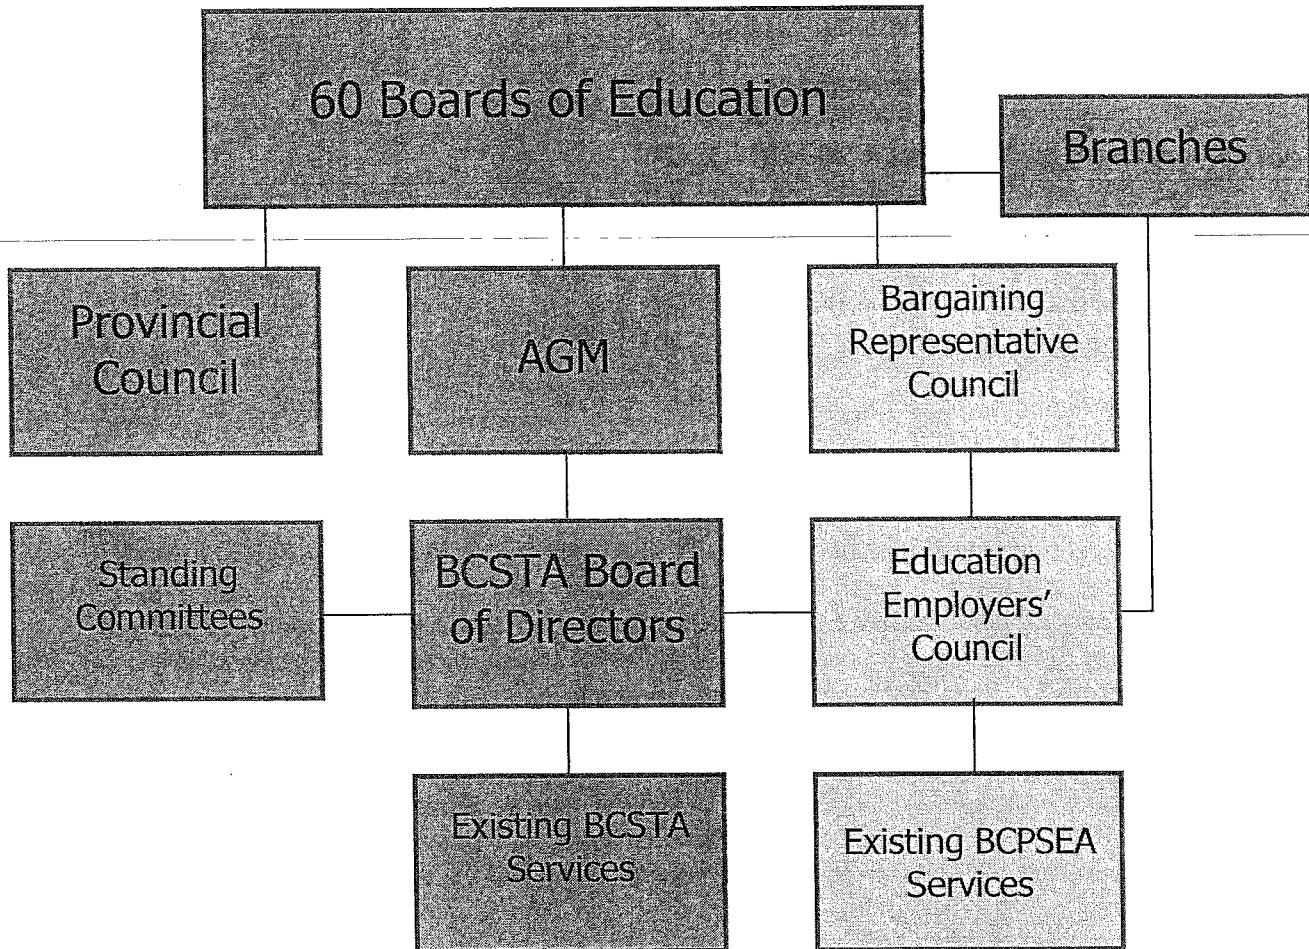 60 Boards of Education
Branches
Provincial
Council
AGM
Bargaining
Representative
Council
Standing
Committees
BCSTA Board
of Directors
Education
Employers'
Council
Existing BCSTA
Services
Existing BCPSEA
Services